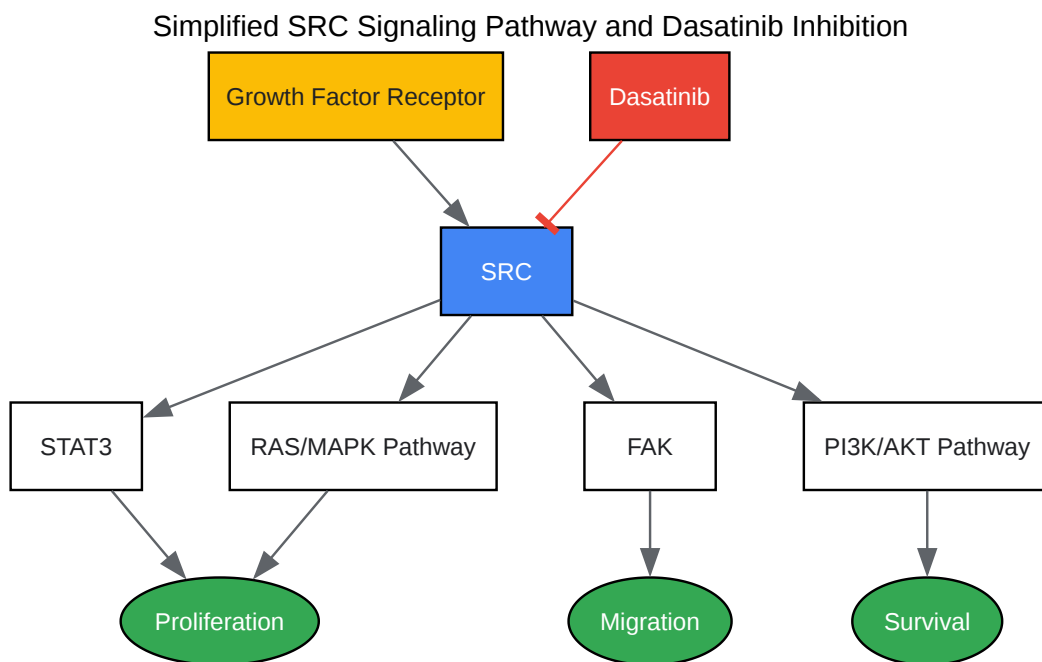 Simplified SRC Signaling Pathway and Dasatinib Inhibition
Growth Factor Receptor
Dasatinib
SRC
STAT3
RAS/MAPK Pathway
FAK
PI3K/AKT Pathway
Proliferation
Migration
Survival